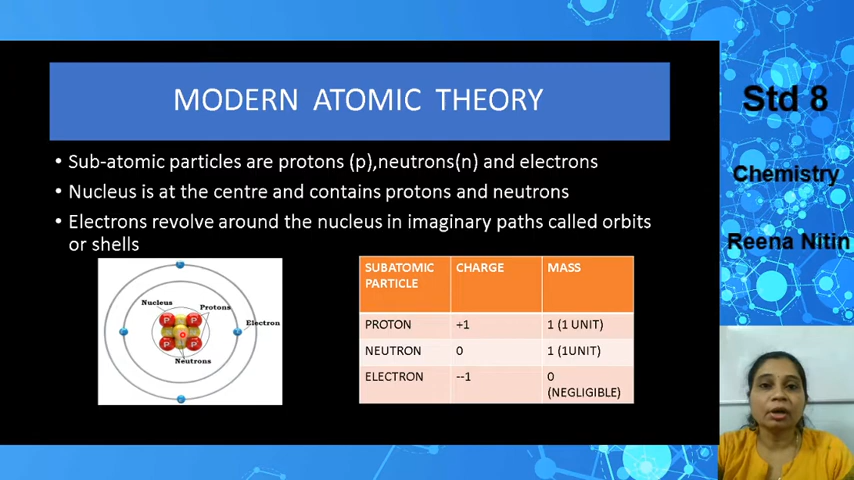 MODERN ATOMIC THEORY
• Sub-atomic particles are protons (p),neutrons(n) and electrons
• Nucleus is at the centre and contains protons and neutrons
• Electrons revolve around the nucleus in imaginary paths called orbits
or shells
Nucleus
Protons
Electron
P P
P P
Neutrons
SUBATOMIC PARTICLE CHARGE MASS
PROTON +1 1 (1 UNIT)
NEUTRON 0 1 (1UNIT)
ELECTRON --1 0 (NEGLIGIBLE)
Std 8
Chemistry
Reena Nitin